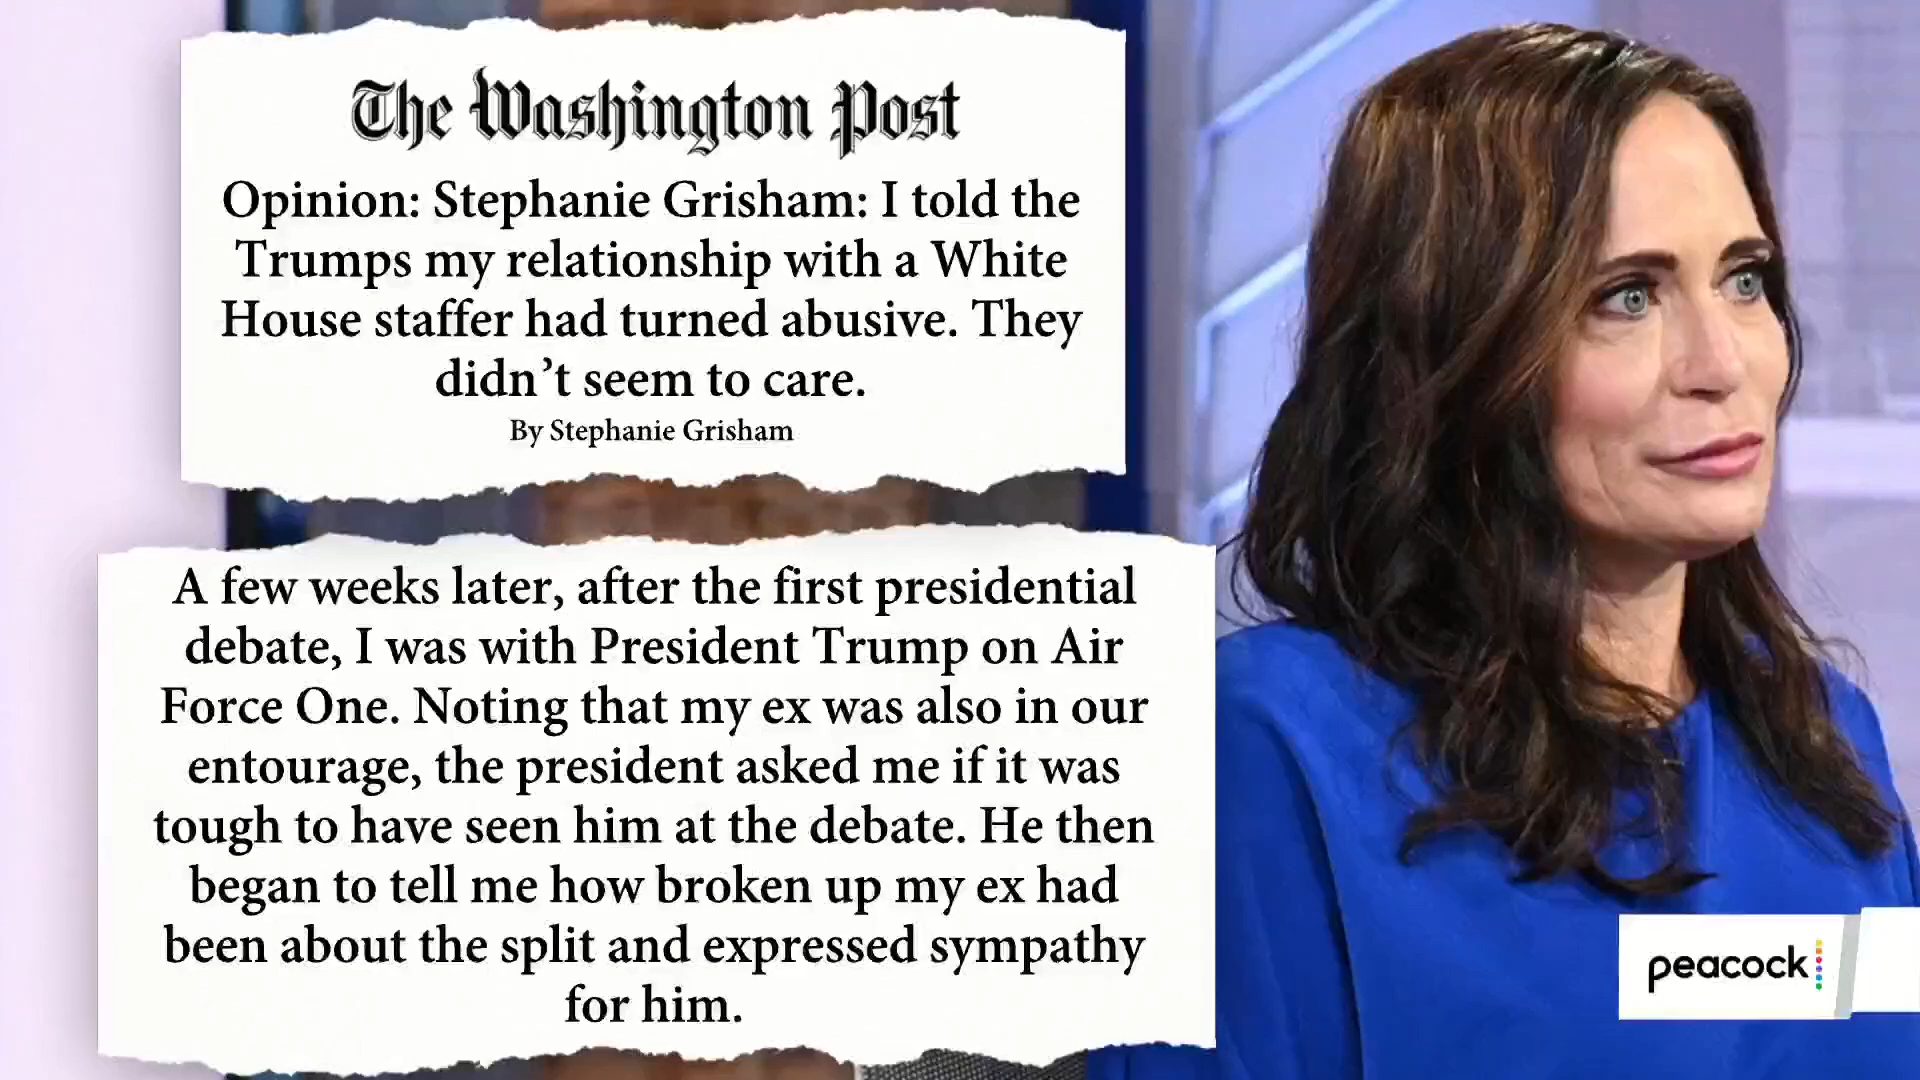 The Washington Post
Opinion: Stephanie Grisham: I told the
Trumps my relationship with a White
House staffer had turned abusive. They
didn’t seem to care.
By Stephanie Grisham
A few weeks later, after the first presidential
debate, I was with President Trump on Air
Force One. Noting that my ex was also in our
entourage, the president asked me if it was
tough to have seen him at the debate. He then
began to tell me how broken up my ex had
been about the split and expressed sympathy
for him.
peacock